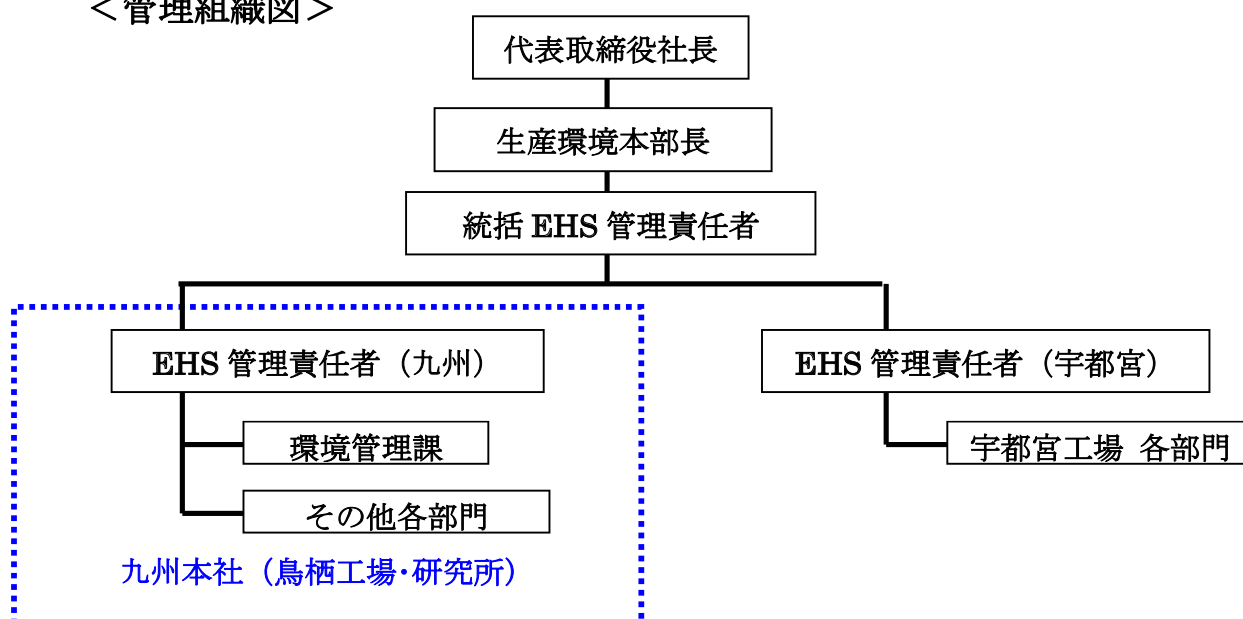 <管理組織図>
代表取締役社長
生産環境本部長
統括 EHS 管理責任者
EHS 管理責任者（九州）
EHS 管理責任者（宇都宮）
環境管理課
宇都宮工場 各部門
その他各部門
九州本社（鳥栖工場・研究所）